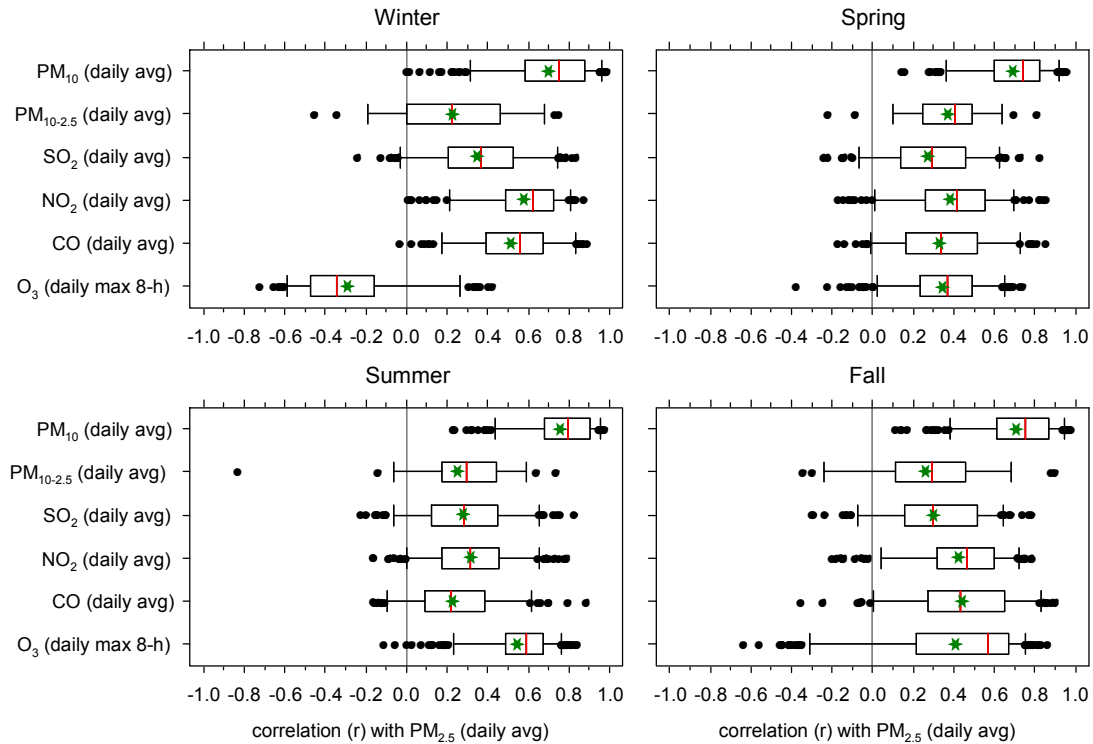 Winter
Spring
PM10 (daily avg)
PM10-2.5 (daily avg)
SO2 (daily avg)
NO2 (daily avg)
CO (daily avg)
O3 (daily max 8-h)
-1.0 -0.8 -0.6 -0.4 -0.2 0.0 0.2 0.4 0.6 0.8 1.0
-1.0 -0.8 -0.6 -0.4 -0.2 0.0 0.2 0.4 0.6 0.8 1.0
Summer
Fall
PM10 (daily avg)
PM10-2.5 (daily avg)
SO2 (daily avg)
NO2 (daily avg)
CO (daily avg)
O3 (daily max 8-h)
-1.0 -0.8 -0.6 -0.4 -0.2 0.0 0.2 0.4 0.6 0.8 1.0
-1.0 -0.8 -0.6 -0.4 -0.2 0.0 0.2 0.4 0.6 0.8 1.0
correlation (r) with PM2.5 (daily avg)
correlation (r) with PM2.5 (daily avg)